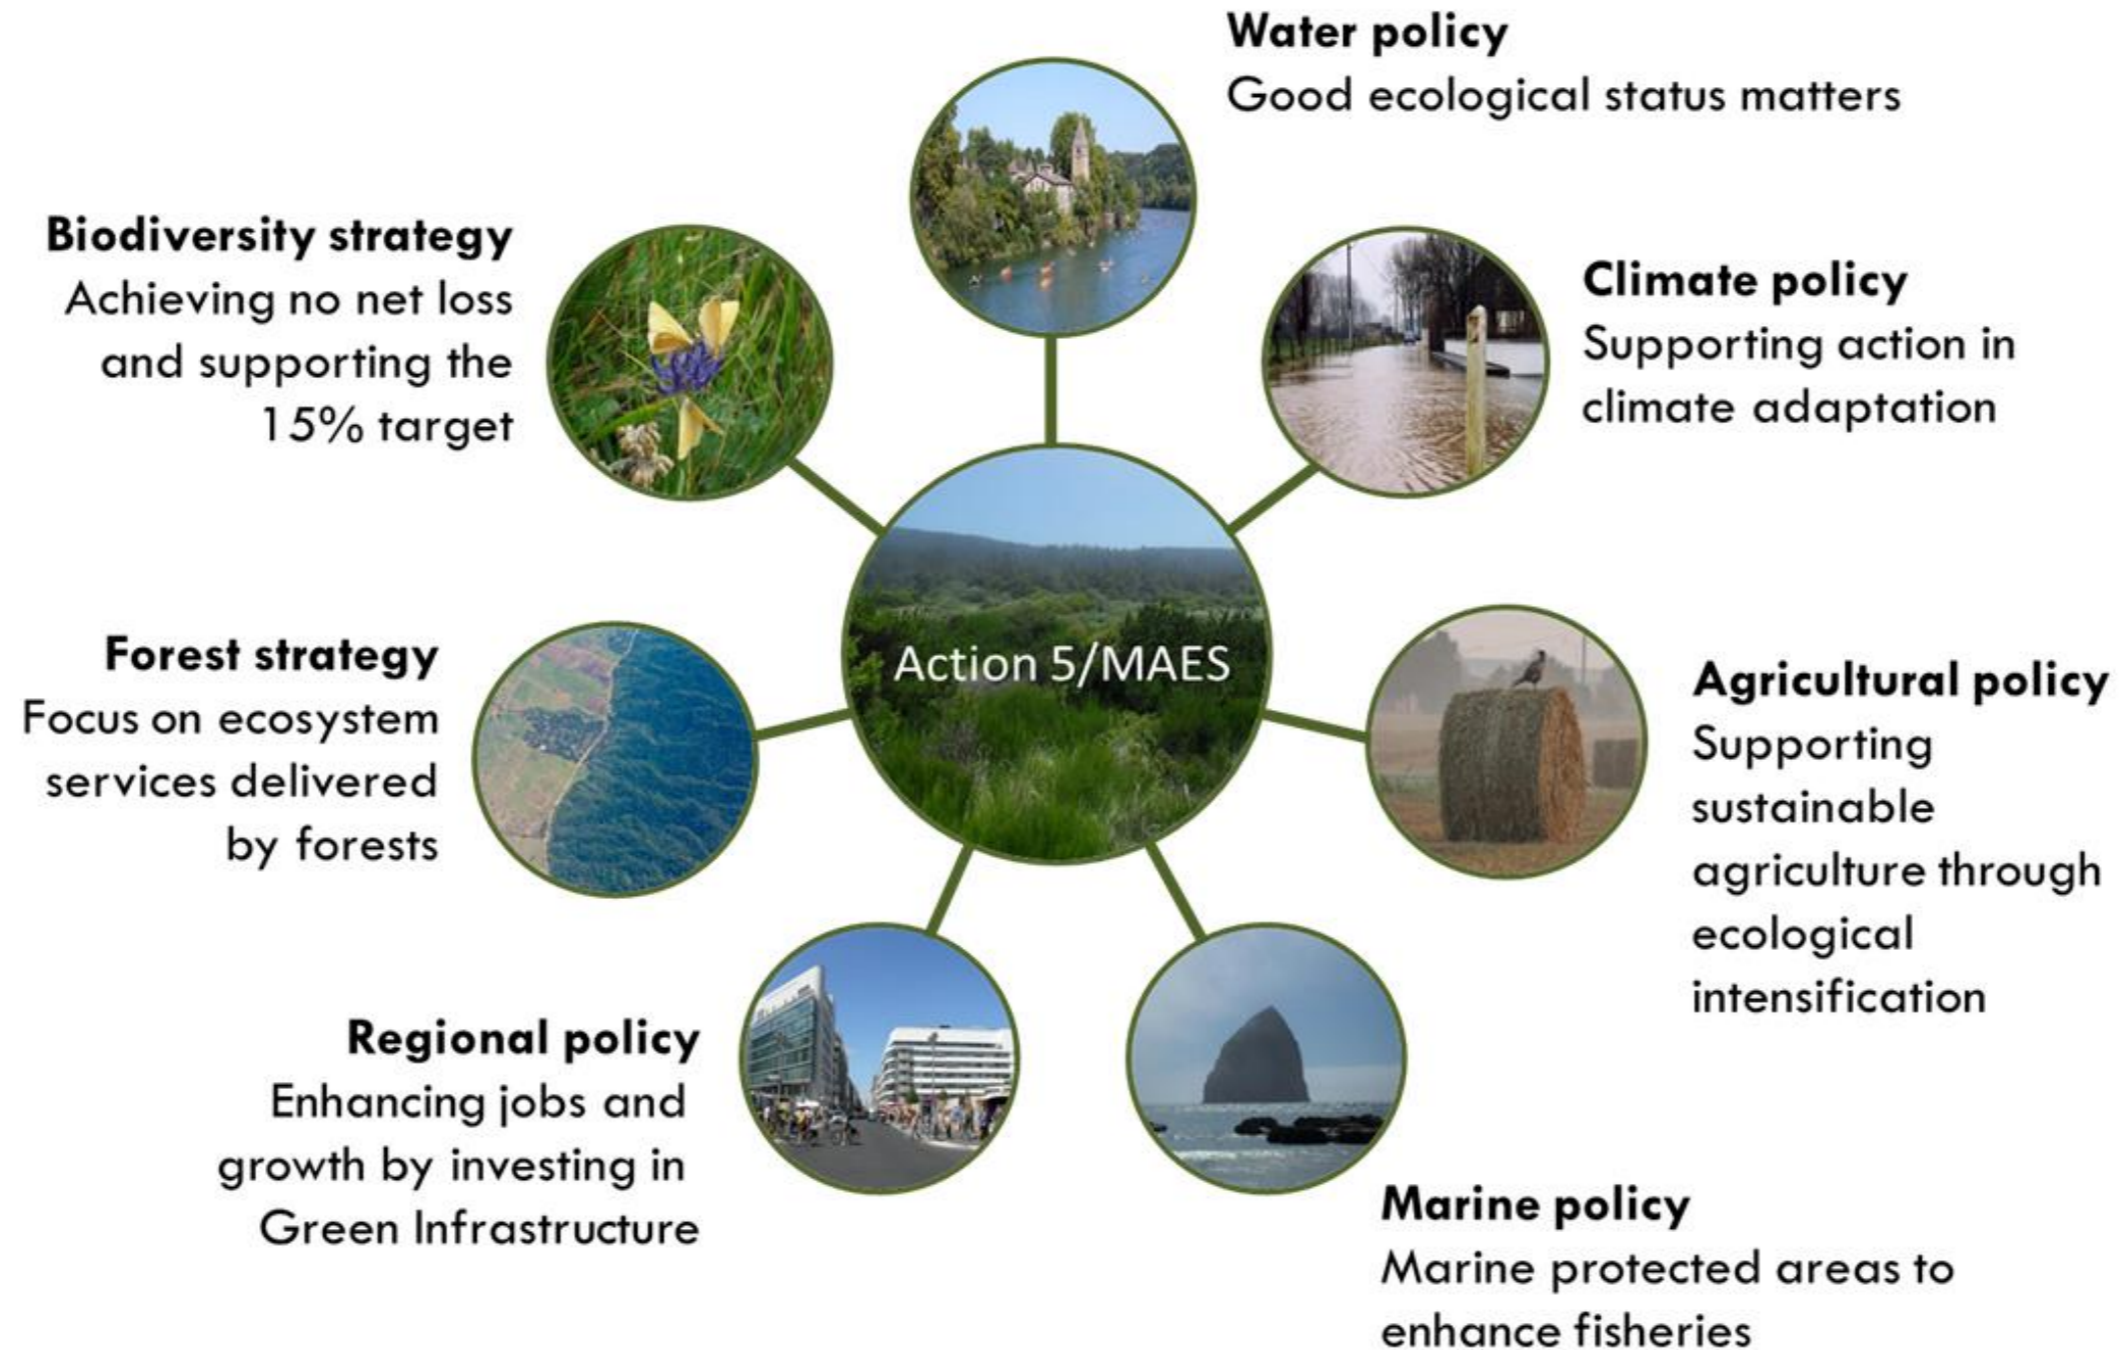 Water policy
Good ecological status matters
Biodiversity strategy
Achieving no net loss
and supporting the
15% target
Climate policy
Supporting action in
climate adaptation
Action 5/MAES
Forest strategy
Focus on ecosystem
services delivered
by forests
Agricultural policy
Supporting
sustainable
agriculture through
ecological
intensification
Regional policy
Enhancing jobs and
growth by investing in
Green Infrastructure
Marine policy
Marine protected areas to
enhance fisheries